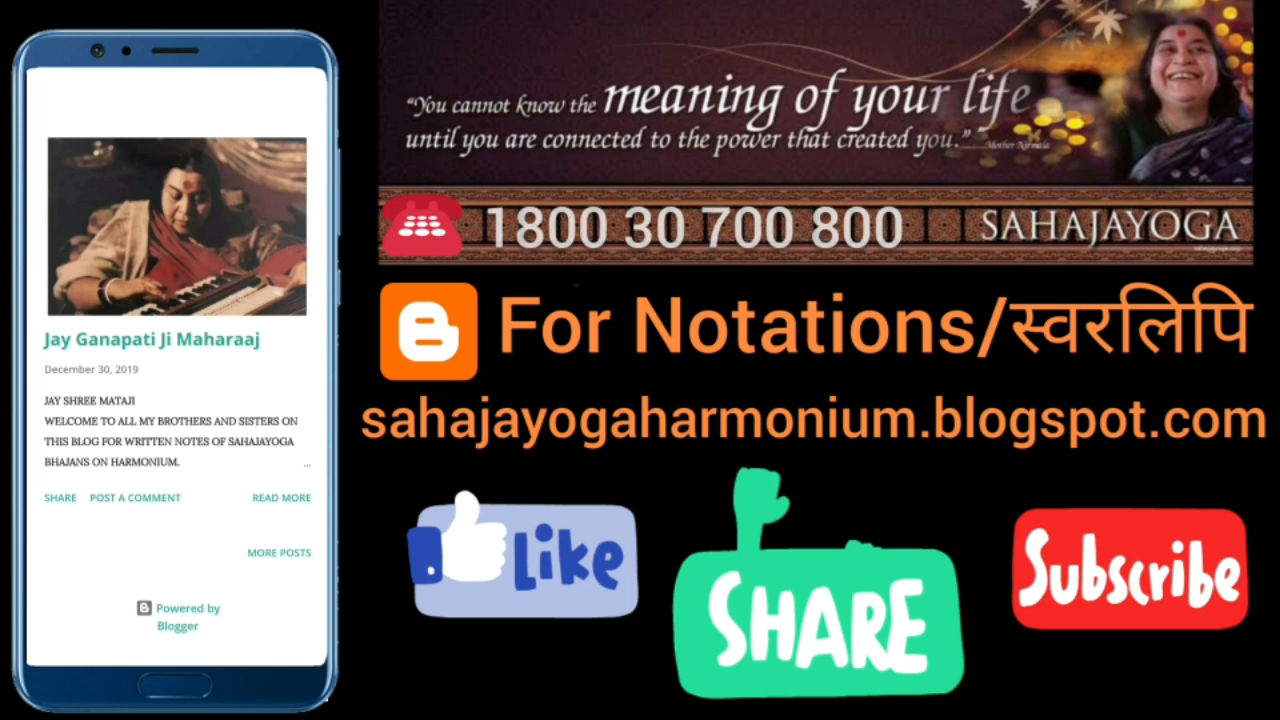 Jay Ganapati Ji Maharaaj
December 30, 2019
JAY SHREE MATAJI
WELCOME TO ALL MY BROTHERS AND SISTERS ON
THIS BLOG FOR WRITTEN NOTES OF SAHAJAYOGA
BHAJANS ON HARMONIUM.
...
SHARE POST A COMMENT READ MORE
MORE POSTS
Powered by
Blogger
“You cannot know the meaning of your life
until you are connected to the power that created you.”......Mother Nirmala
1800 30 700 800 SAHAJAYOGA
For Notations/स्वरलिपि
sahajayogaharmonium.blogspot.com
Like
SHARE
Subscribe